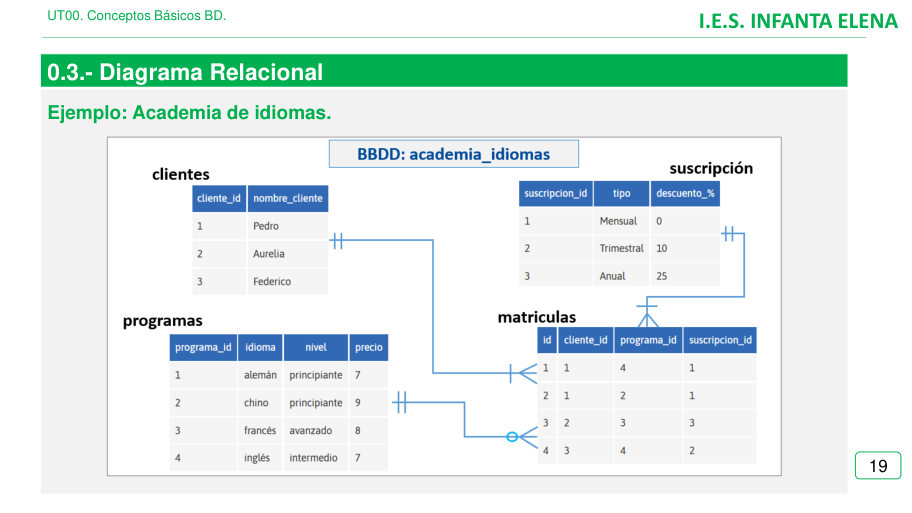 UT00. Conceptos Básicos BD.
I.E.S. INFANTA ELENA
0.3.- Diagrama Relacional
Ejemplo: Academia de idiomas.
BBDD: academia_idiomas
clientes
cliente_id nombre_cliente
1 Pedro
2 Aurelia
3 Federico
suscripción
suscripcion_id tipo descuento_%
1 Mensual 0
2 Trimestral 10
3 Anual 25
programas
programa_id idioma nivel precio
1 alemán principiante 7
2 chino principiante 9
3 francés avanzado 8
4 inglés intermedio 7
matriculas
id cliente_id programa_id suscripcion_id
1 1 4 1
2 1 2 1
3 2 3 3
4 3 4 2
19